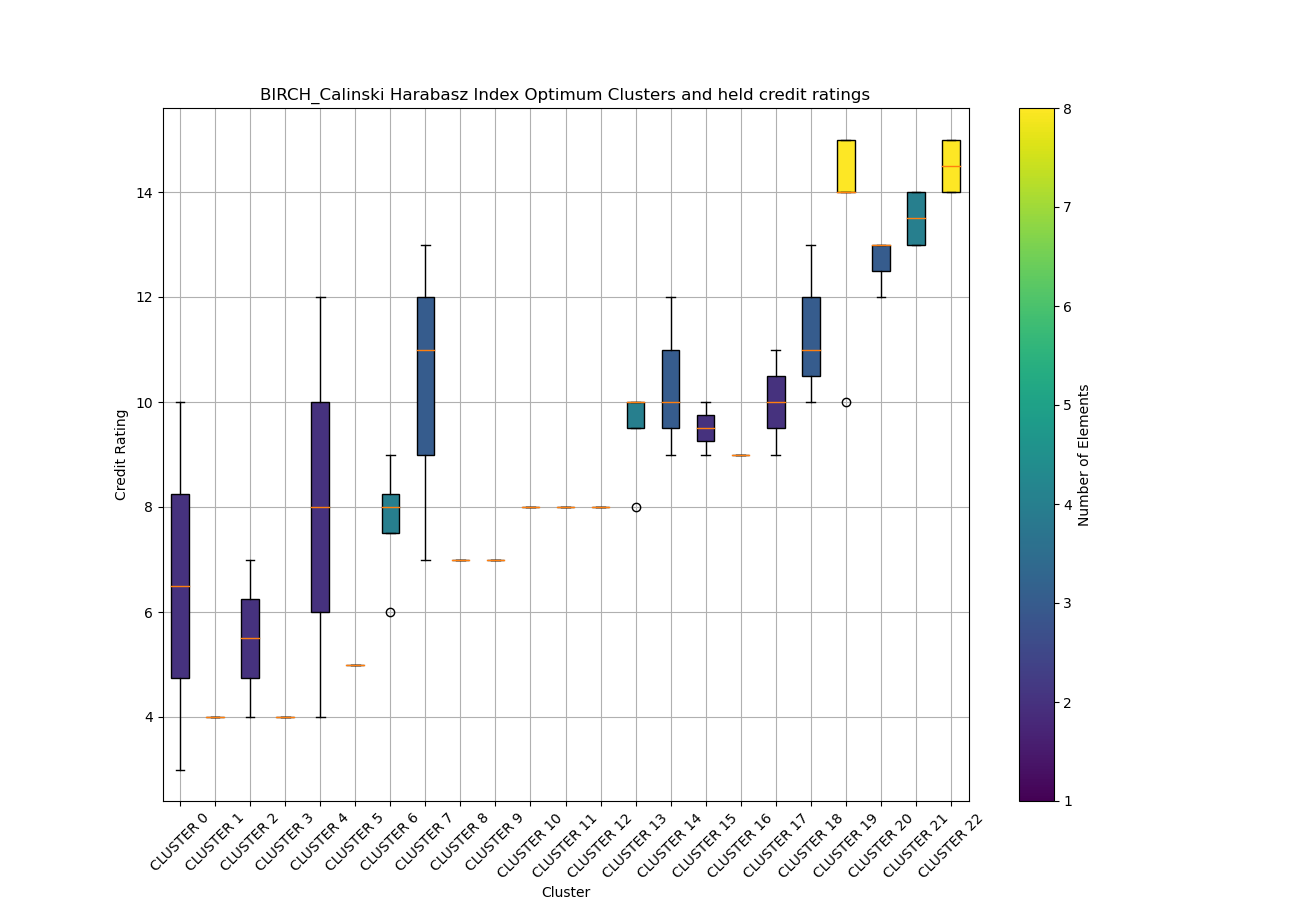 BIRCH_Calinski Harabasz Index Optimum Clusters and held credit ratings
14
12
10
8
6
4
Credit Rating
CLUSTER 0
CLUSTER 1
CLUSTER 2
CLUSTER 3
CLUSTER 4
CLUSTER 5
CLUSTER 6
CLUSTER 7
CLUSTER 8
CLUSTER 9
CLUSTER 10
CLUSTER 11
CLUSTER 12
CLUSTER 13
CLUSTER 14
CLUSTER 15
CLUSTER 16
CLUSTER 17
CLUSTER 18
CLUSTER 19
CLUSTER 20
CLUSTER 21
CLUSTER 22
Cluster
8
7
6
5
4
3
2
1
Number of Elements